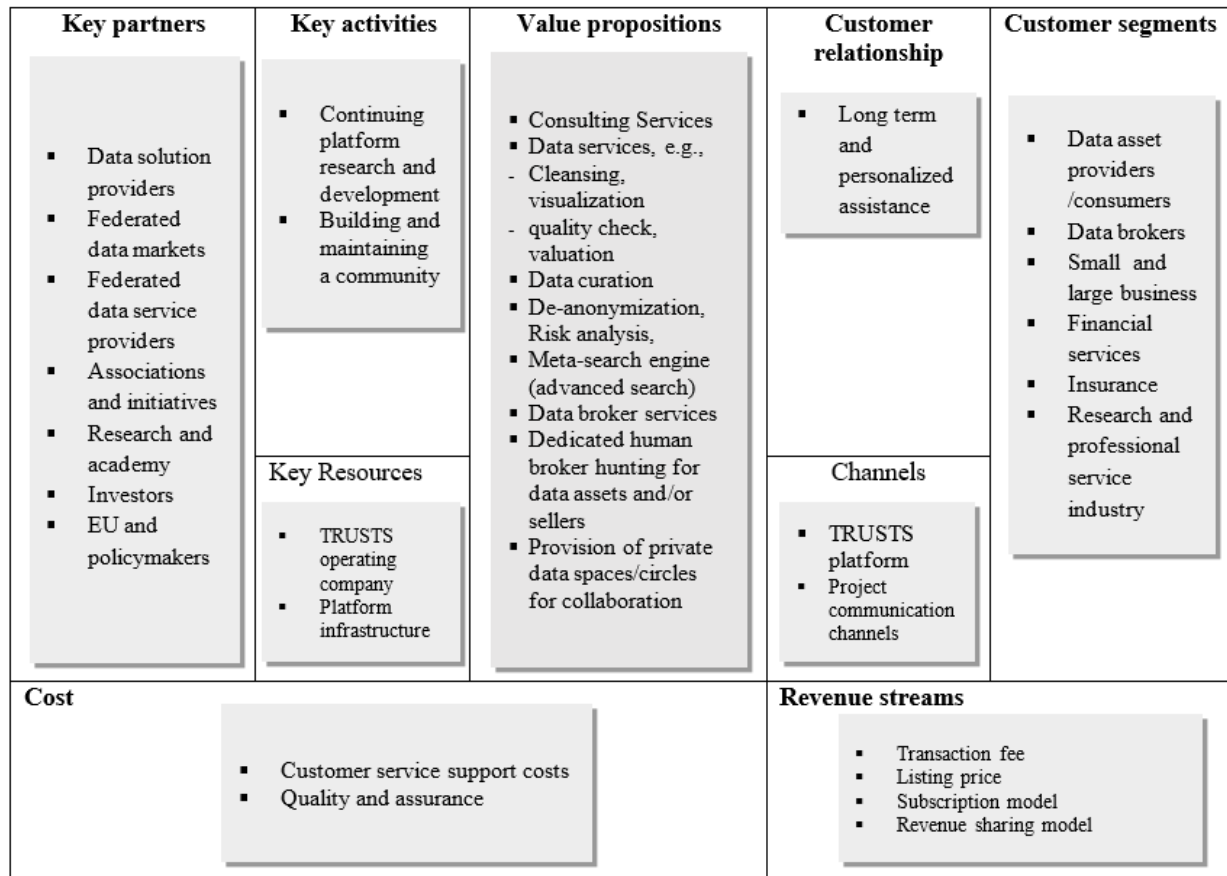 Key partners
▪ Data solution
providers
▪ Federated
data markets
▪ Federated
data service
providers
▪ Associations
and initiatives
▪ Research and
academy
▪ Investors
▪ EU and
policymakers
Key activities
▪ Continuing
platform
research and
development
▪ Building and
maintaining
a community
Key Resources
▪ TRUSTS
operating
company
▪ Platform
infrastructure
Value propositions
▪ Consulting Services
▪ Data services, e.g.,
- Cleansing,
visualization
- quality check,
valuation
▪ Data curation
▪ De-anonymization,
Risk analysis,
▪ Meta-search engine
(advanced search)
▪ Data broker services
▪ Dedicated human
broker hunting for
data assets and/or
sellers
▪ Provision of private
data spaces/circles
for collaboration
Customer
relationship
▪ Long term
and
personalized
assistance
Channels
▪ TRUSTS
platform
▪ Project
communication
channels
Customer segments
▪ Data asset
providers
/consumers
▪ Data brokers
▪ Small and
large business
▪ Financial
services
▪ Insurance
▪ Research and
professional
service
industry
Cost
▪ Customer service support costs
▪ Quality and assurance
Revenue streams
▪ Transaction fee
▪ Listing price
▪ Subscription model
▪ Revenue sharing model